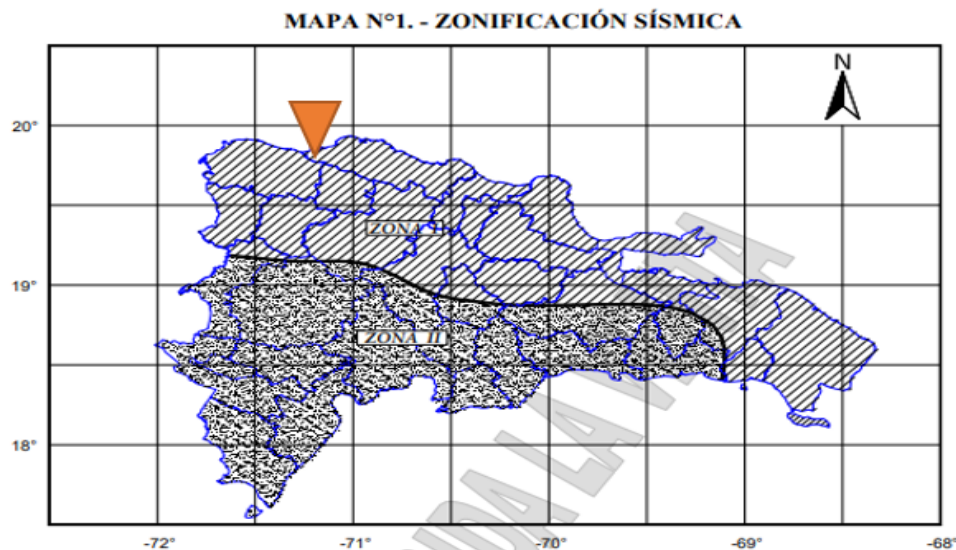 MAPA N°1. - ZONIFICACIÓN SÍSMICA
N
20°
ZONA I
19°
ZONA II
18°
-72° -71° -70° -69° -68°